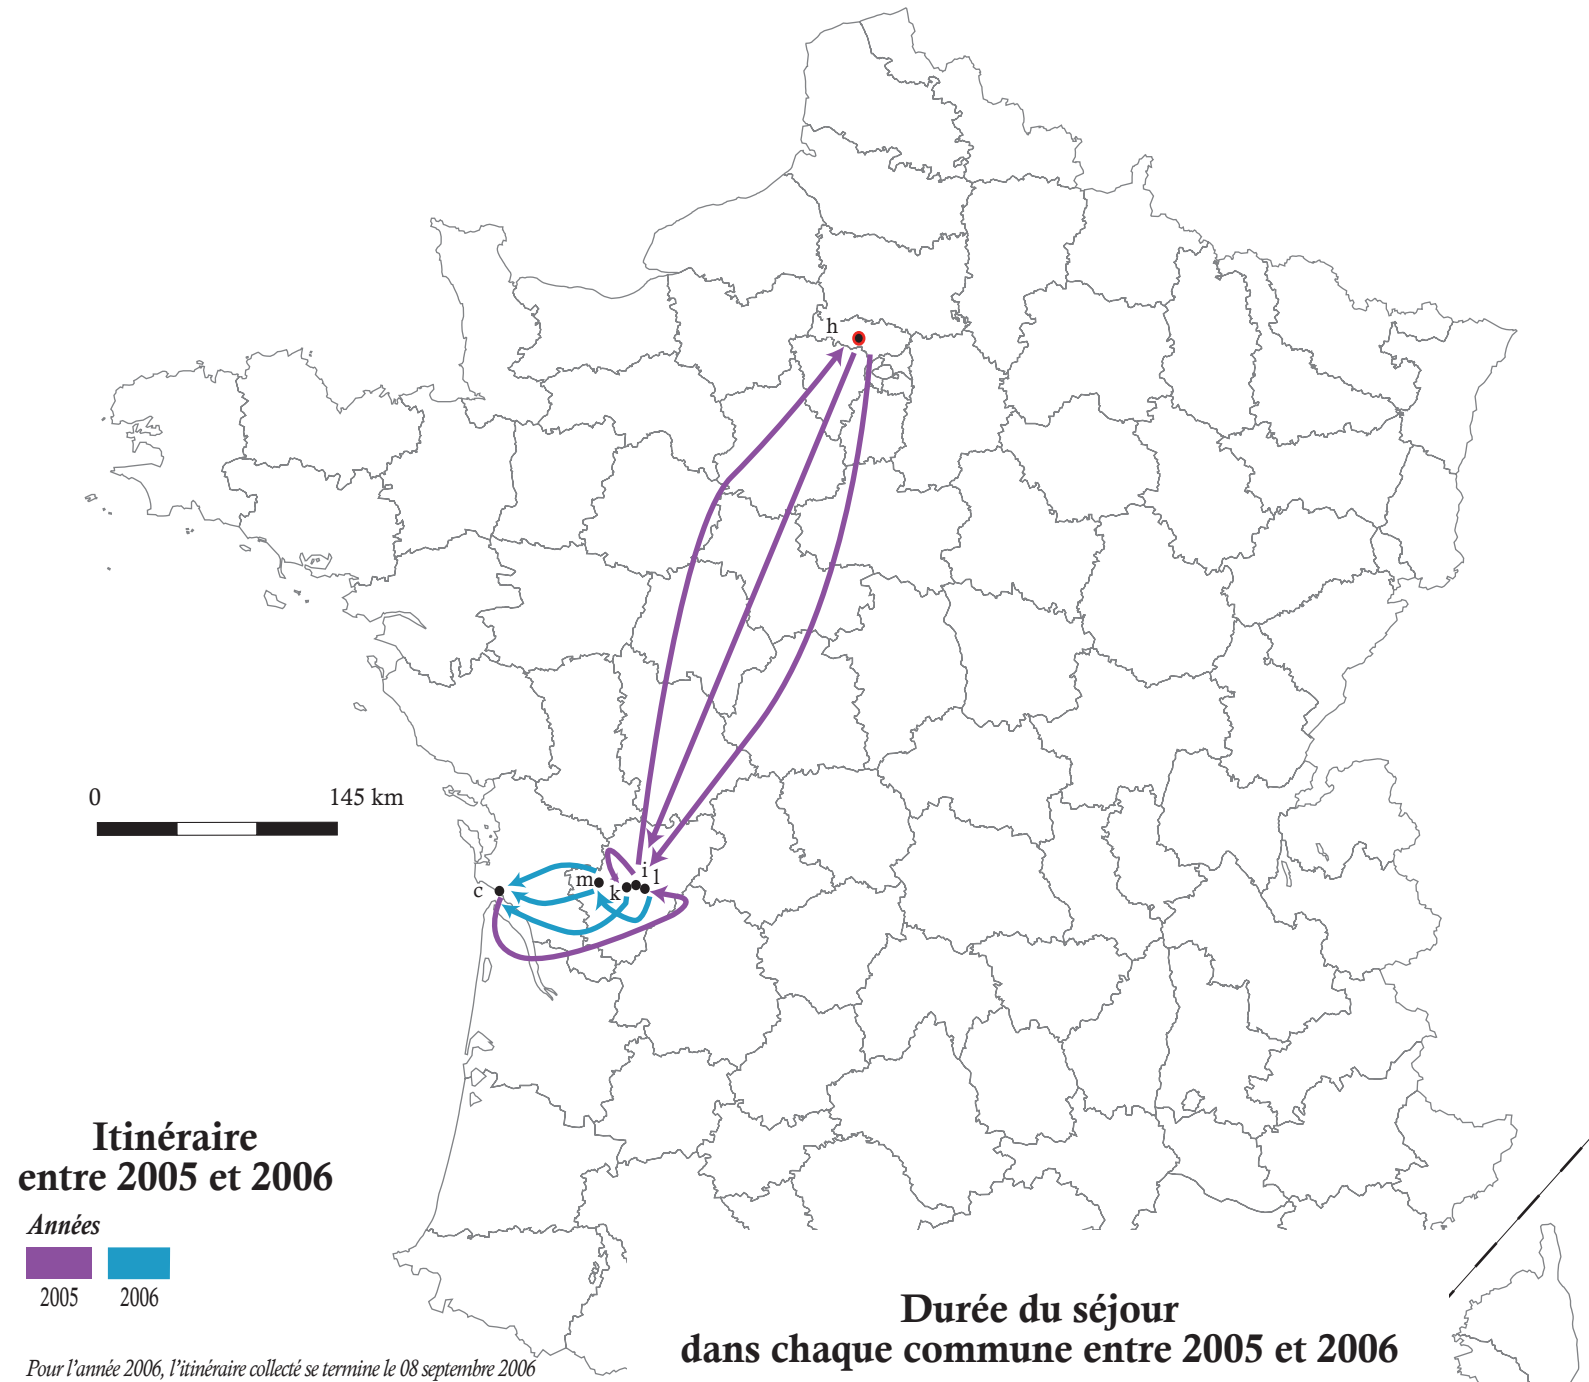 h
0 145 km
i
l
m
k
c
Itinéraire
entre 2005 et 2006
Années
2005 2006
Pour l'année 2006, l'itinéraire collecté se termine le 08 septembre 2006
Durée du séjour
dans chaque commune entre 2005 et 2006